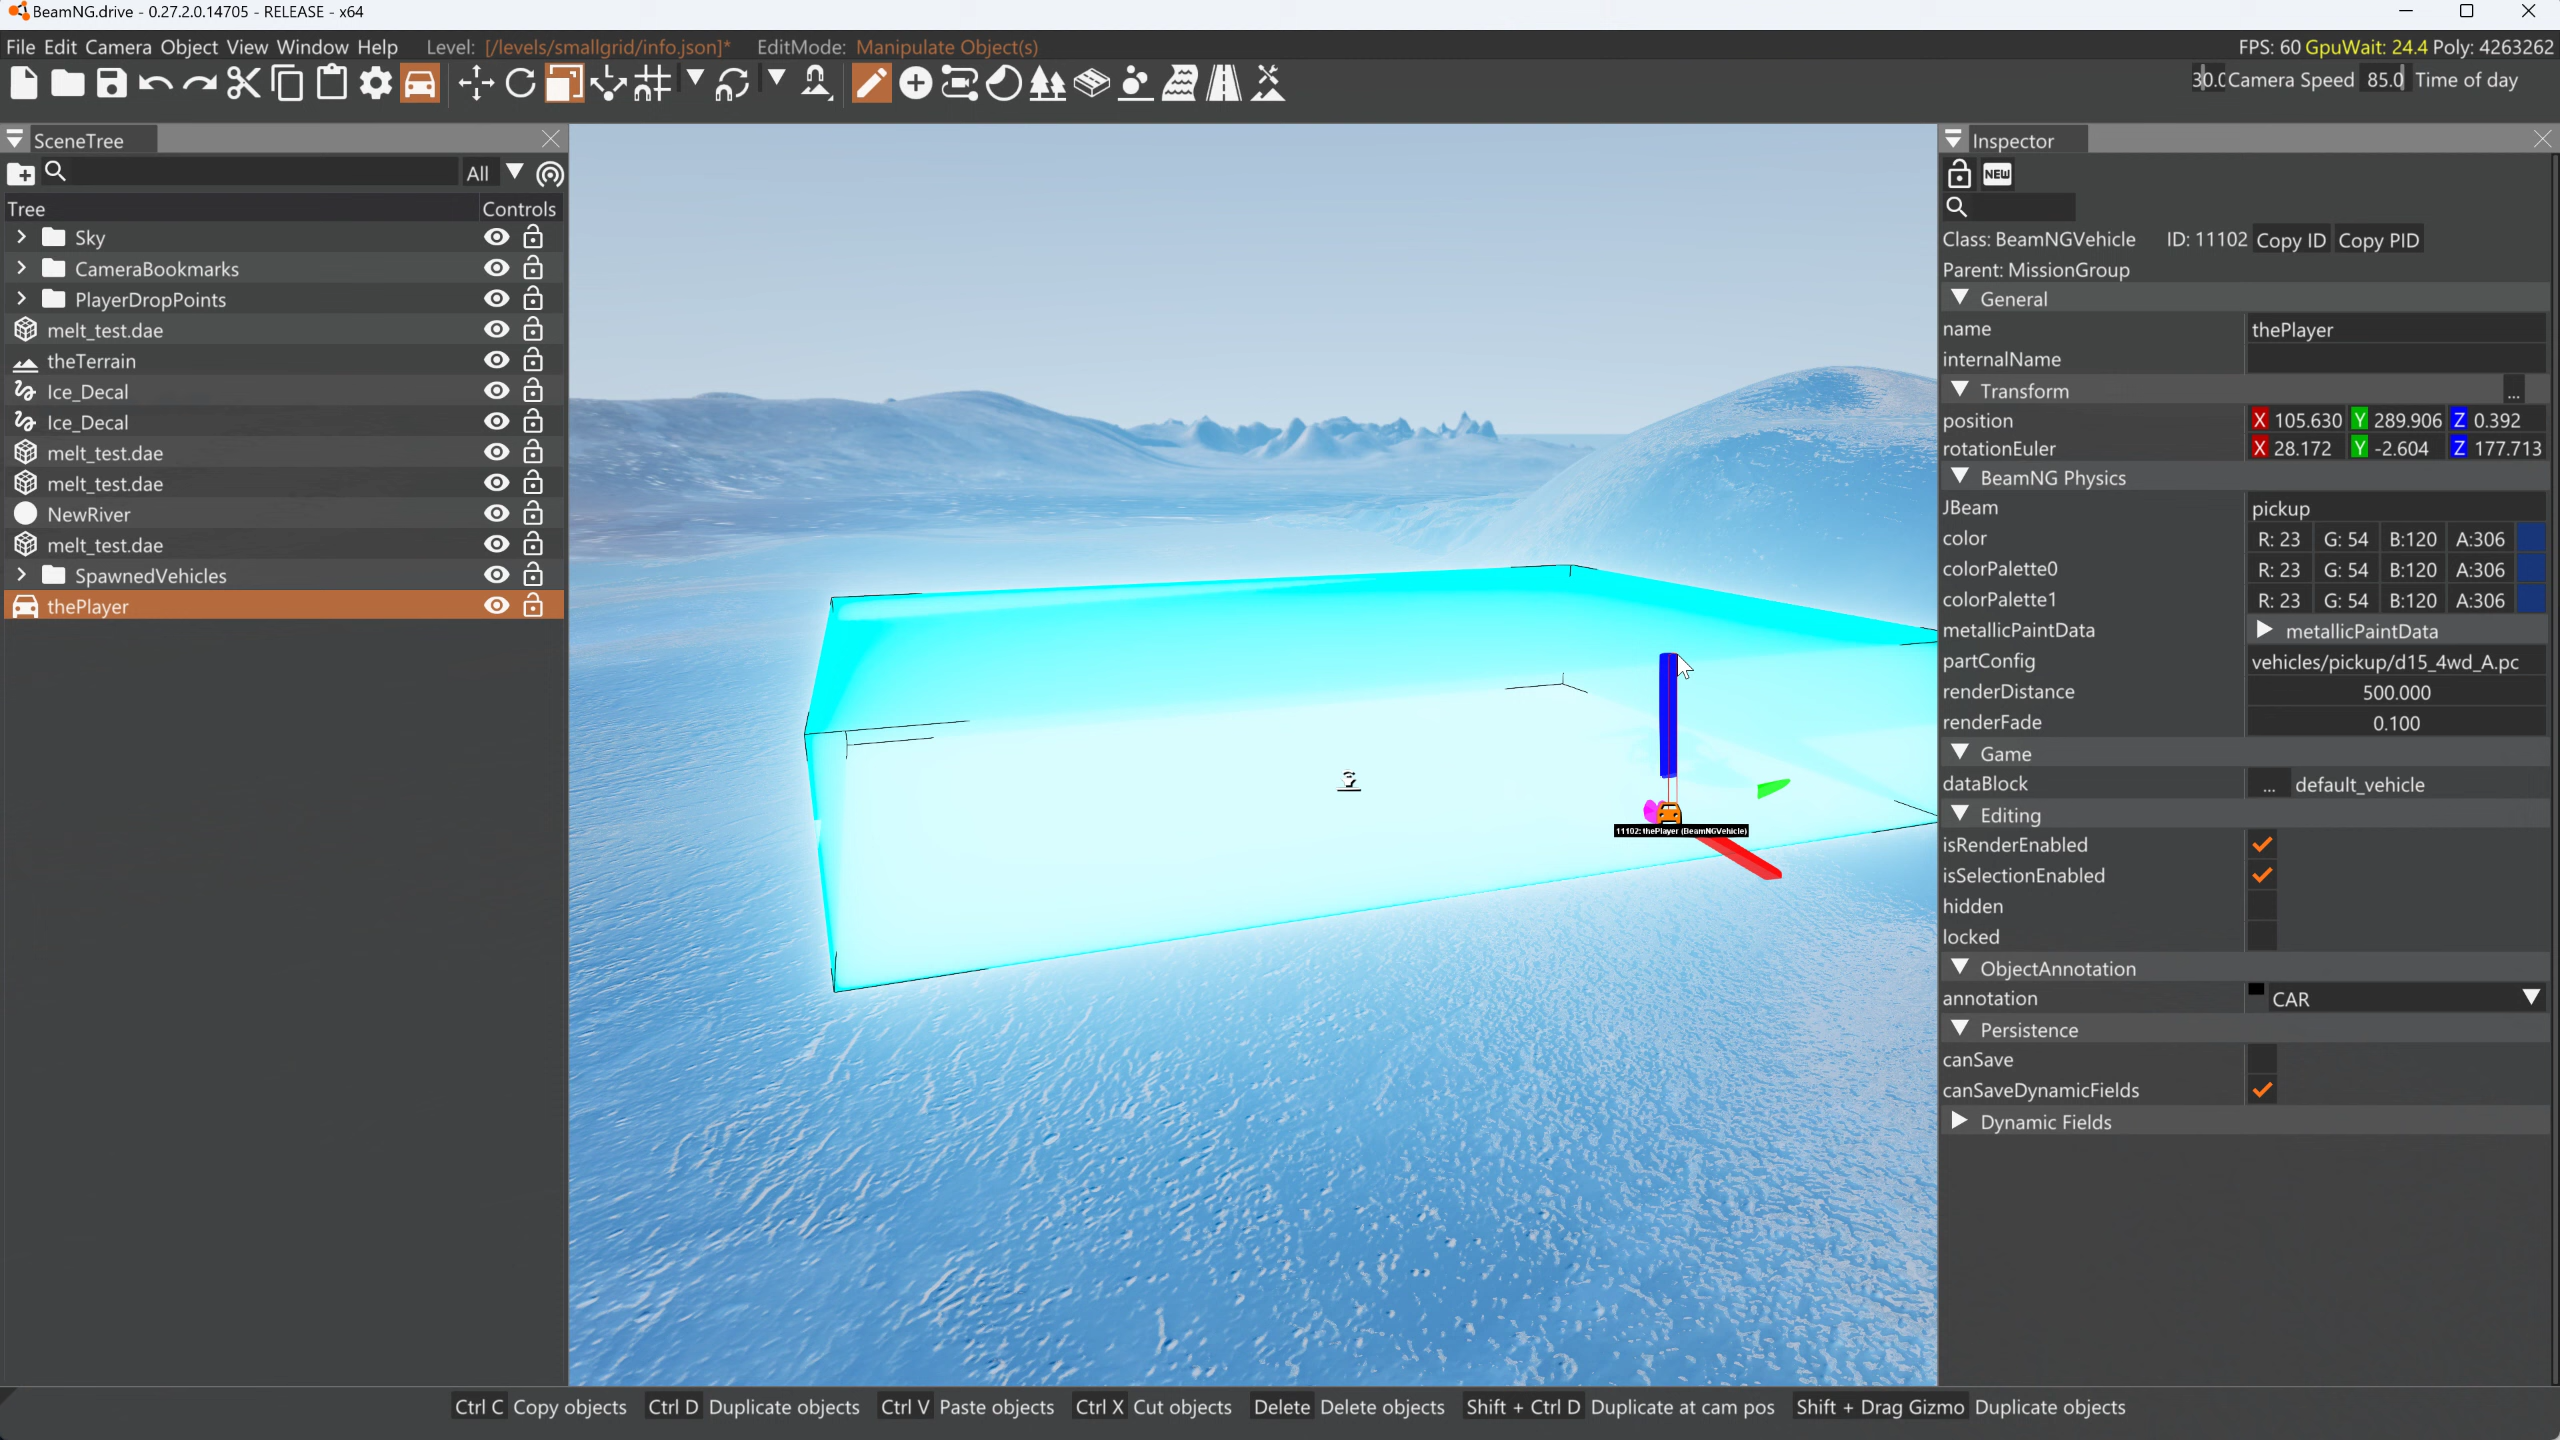 BeamNG.drive - 0.27.2.0.14705 - RELEASE - x64
File Edit Camera Object View Window Help Level: [/levels/smallgrid/info.json]* EditMode: Manipulate Object(s) FPS: 60 GpuWait: 24.4 Poly: 4263262
30.0 Camera Speed 85.0 Time of day
SceneTree
All
Tree Controls
Sky
CameraBookmarks
PlayerDropPoints
melt_test.dae
theTerrain
Ice_Decal
Ice_Decal
melt_test.dae
melt_test.dae
NewRiver
melt_test.dae
SpawnedVehicles
thePlayer
11102: thePlayer (BeamNGVehicle)
Inspector
NEW
Class: BeamNGVehicle ID: 11102 Copy ID Copy PID
Parent: MissionGroup
General
name thePlayer
internalName
Transform ...
position X 105.630 Y 289.906 Z 0.392
rotationEuler X 28.172 Y -2.604 Z 177.713
BeamNG Physics
JBeam pickup
color R: 23 G: 54 B:120 A:306
colorPalette0 R: 23 G: 54 B:120 A:306
colorPalette1 R: 23 G: 54 B:120 A:306
metallicPaintData metallicPaintData
partConfig vehicles/pickup/d15_4wd_A.pc
renderDistance 500.000
renderFade 0.100
Game
dataBlock ... default_vehicle
Editing
isRenderEnabled
isSelectionEnabled
hidden
locked
ObjectAnnotation
annotation CAR
Persistence
canSave
canSaveDynamicFields
Dynamic Fields
Ctrl C Copy objects Ctrl D Duplicate objects Ctrl V Paste objects Ctrl X Cut objects Delete Delete objects Shift + Ctrl D Duplicate at cam pos Shift + Drag Gizmo Duplicate objects